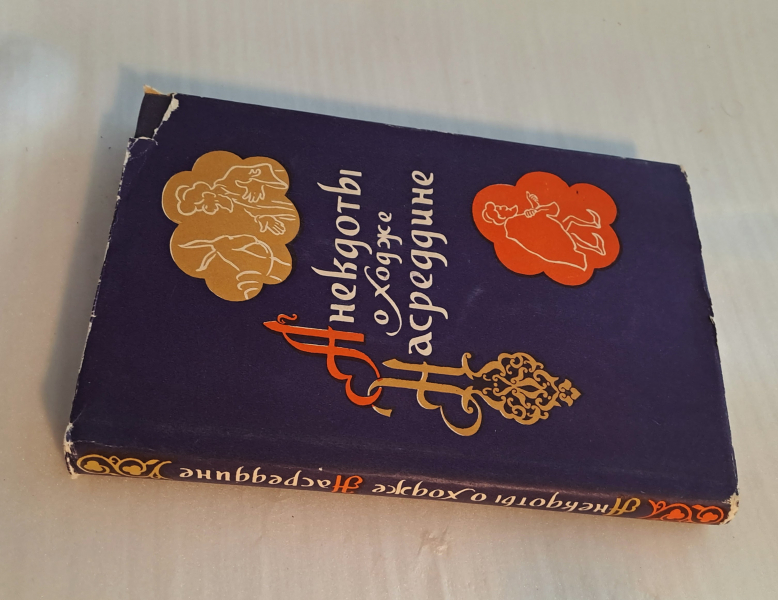 Анекдоты
о ходже
Насреддине
Анекдоты о ходже Насреддине